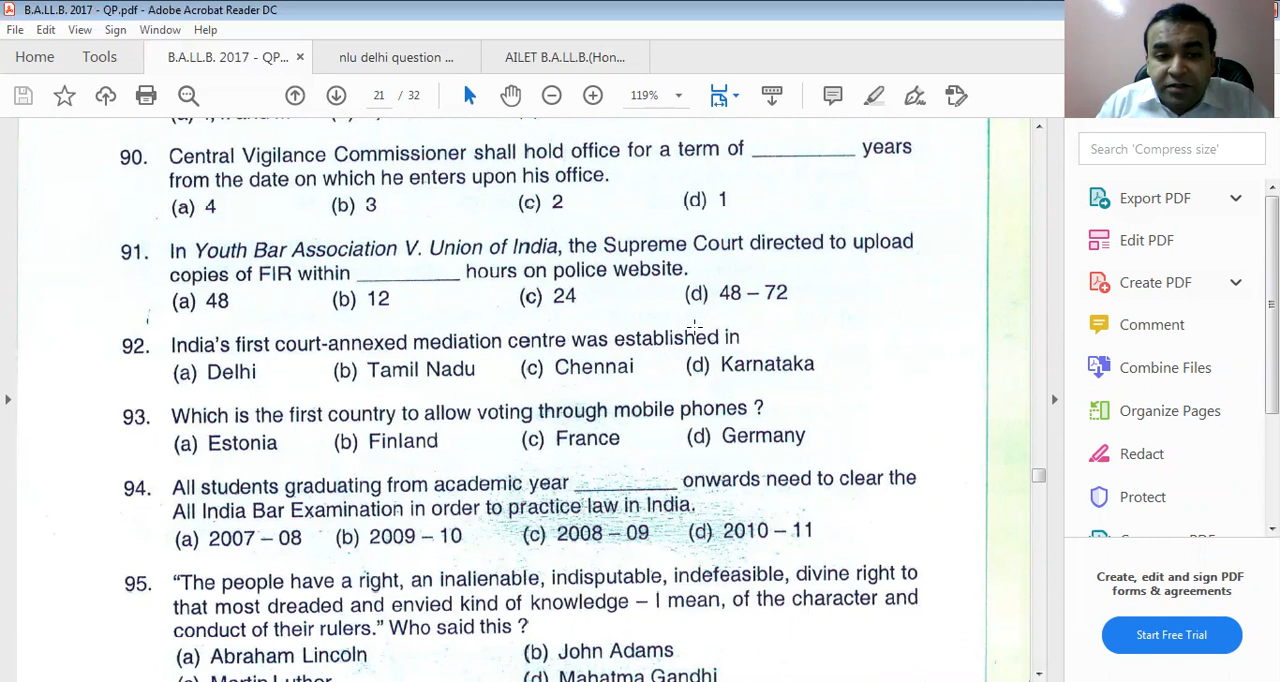 B.A.LL.B. 2017 - QP.pdf - Adobe Acrobat Reader DC
File Edit View Sign Window Help
Home Tools B.A.LL.B. 2017 - QP... × nlu delhi question ... AILET B.A.LL.B.(Hon...
21 / 32 119%
90. Central Vigilance Commissioner shall hold office for a term of __________ years
from the date on which he enters upon his office.
(a) 4 (b) 3 (c) 2 (d) 1
91. In Youth Bar Association V. Union of India, the Supreme Court directed to upload
copies of FIR within __________ hours on police website.
(a) 48 (b) 12 (c) 24 (d) 48 – 72
92. India's first court-annexed mediation centre was established in
(a) Delhi (b) Tamil Nadu (c) Chennai (d) Karnataka
93. Which is the first country to allow voting through mobile phones ?
(a) Estonia (b) Finland (c) France (d) Germany
94. All students graduating from academic year __________ onwards need to clear the
All India Bar Examination in order to practice law in India.
(a) 2007 – 08 (b) 2009 – 10 (c) 2008 – 09 (d) 2010 – 11
95. “The people have a right, an inalienable, indisputable, indefeasible, divine right to
that most dreaded and envied kind of knowledge – I mean, of the character and
conduct of their rulers.” Who said this ?
(a) Abraham Lincoln (b) John Adams
(c) Martin Luther (d) Mahatma Gandhi
Search 'Compress size'
Export PDF
Edit PDF
Create PDF
Comment
Combine Files
Organize Pages
Redact
Protect
Create, edit and sign PDF
forms & agreements
Start Free Trial